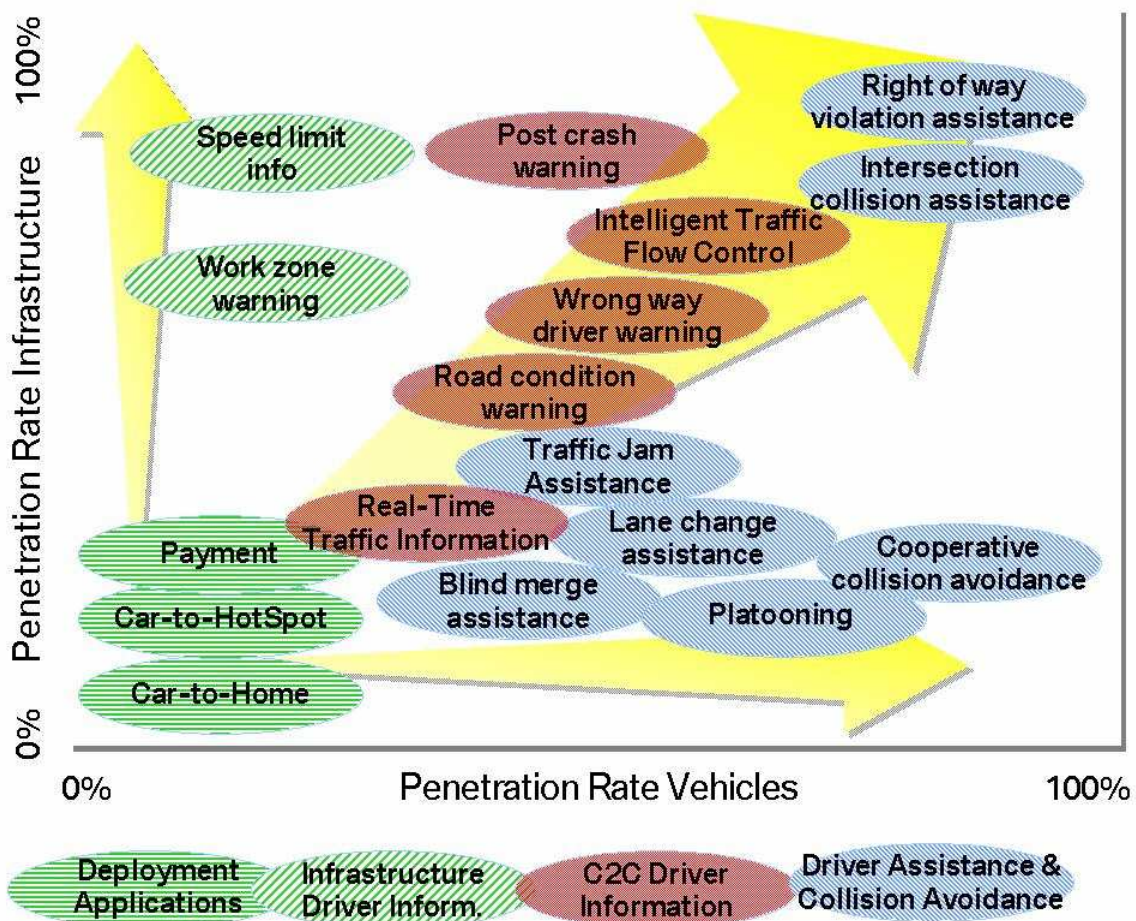 100%
Penetration Rate Infrastructure
0%
Right of way
violation assistance
Speed limit
info
Post crash
warning
Intersection
collision assistance
Intelligent Traffic
Flow Control
Work zone
warning
Wrong way
driver warning
Road condition
warning
Traffic Jam
Assistance
Real-Time
Traffic Information
Lane change
assistance
Payment
Cooperative
collision avoidance
Blind merge
assistance
Platooning
Car-to-HotSpot
Car-to-Home
0%
Penetration Rate Vehicles
100%
Deployment
Applications
Infrastructure
Driver Inform.
C2C Driver
Information
Driver Assistance &
Collision Avoidance